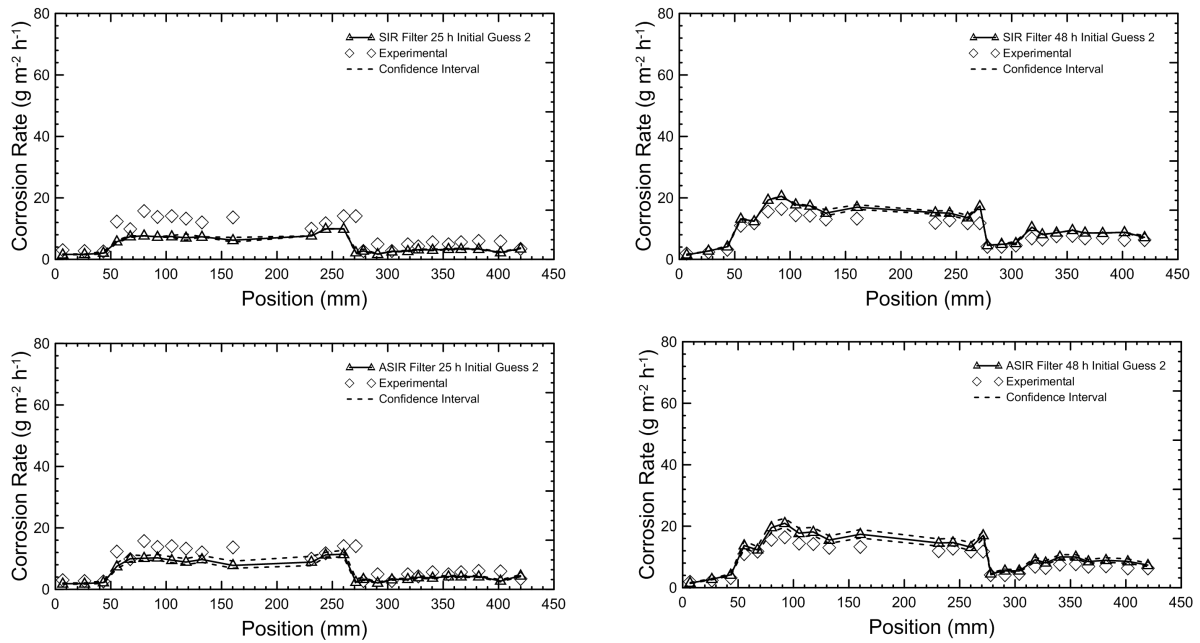 80
60
40
20
0
Corrosion Rate (g m⁻² h⁻¹)
0 50 100 150 200 250 300 350 400 450
Position (mm)
SIR Filter 25 h Initial Guess 2
Experimental
Confidence Interval
80
60
40
20
0
Corrosion Rate (g m⁻² h⁻¹)
0 50 100 150 200 250 300 350 400 450
Position (mm)
SIR Filter 48 h Initial Guess 2
Experimental
Confidence Interval
80
60
40
20
0
Corrosion Rate (g m⁻² h⁻¹)
0 50 100 150 200 250 300 350 400 450
Position (mm)
ASIR Filter 25 h Initial Guess 2
Experimental
Confidence Interval
80
60
40
20
0
Corrosion Rate (g m⁻² h⁻¹)
0 50 100 150 200 250 300 350 400 450
Position (mm)
ASIR Filter 48 h Initial Guess 2
Experimental
Confidence Interval